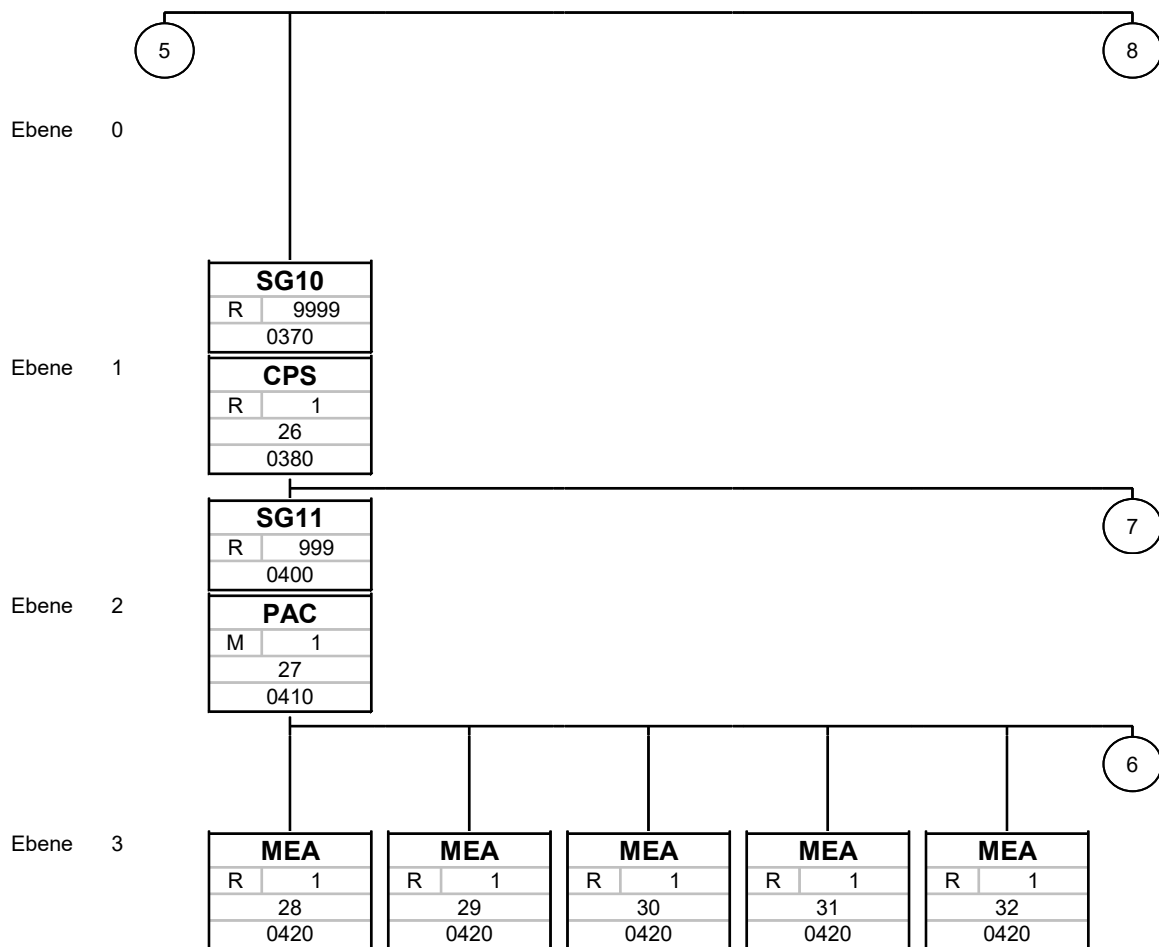 5 8
Ebene 0
SG10
R 9999
0370
Ebene 1
CPS
R 1
26
0380
SG11
R 999
0400
7
Ebene 2
PAC
M 1
27
0410
6
Ebene 3
MEA MEA MEA MEA MEA
R 1 R 1 R 1 R 1 R 1
28 29 30 31 32
0420 0420 0420 0420 0420